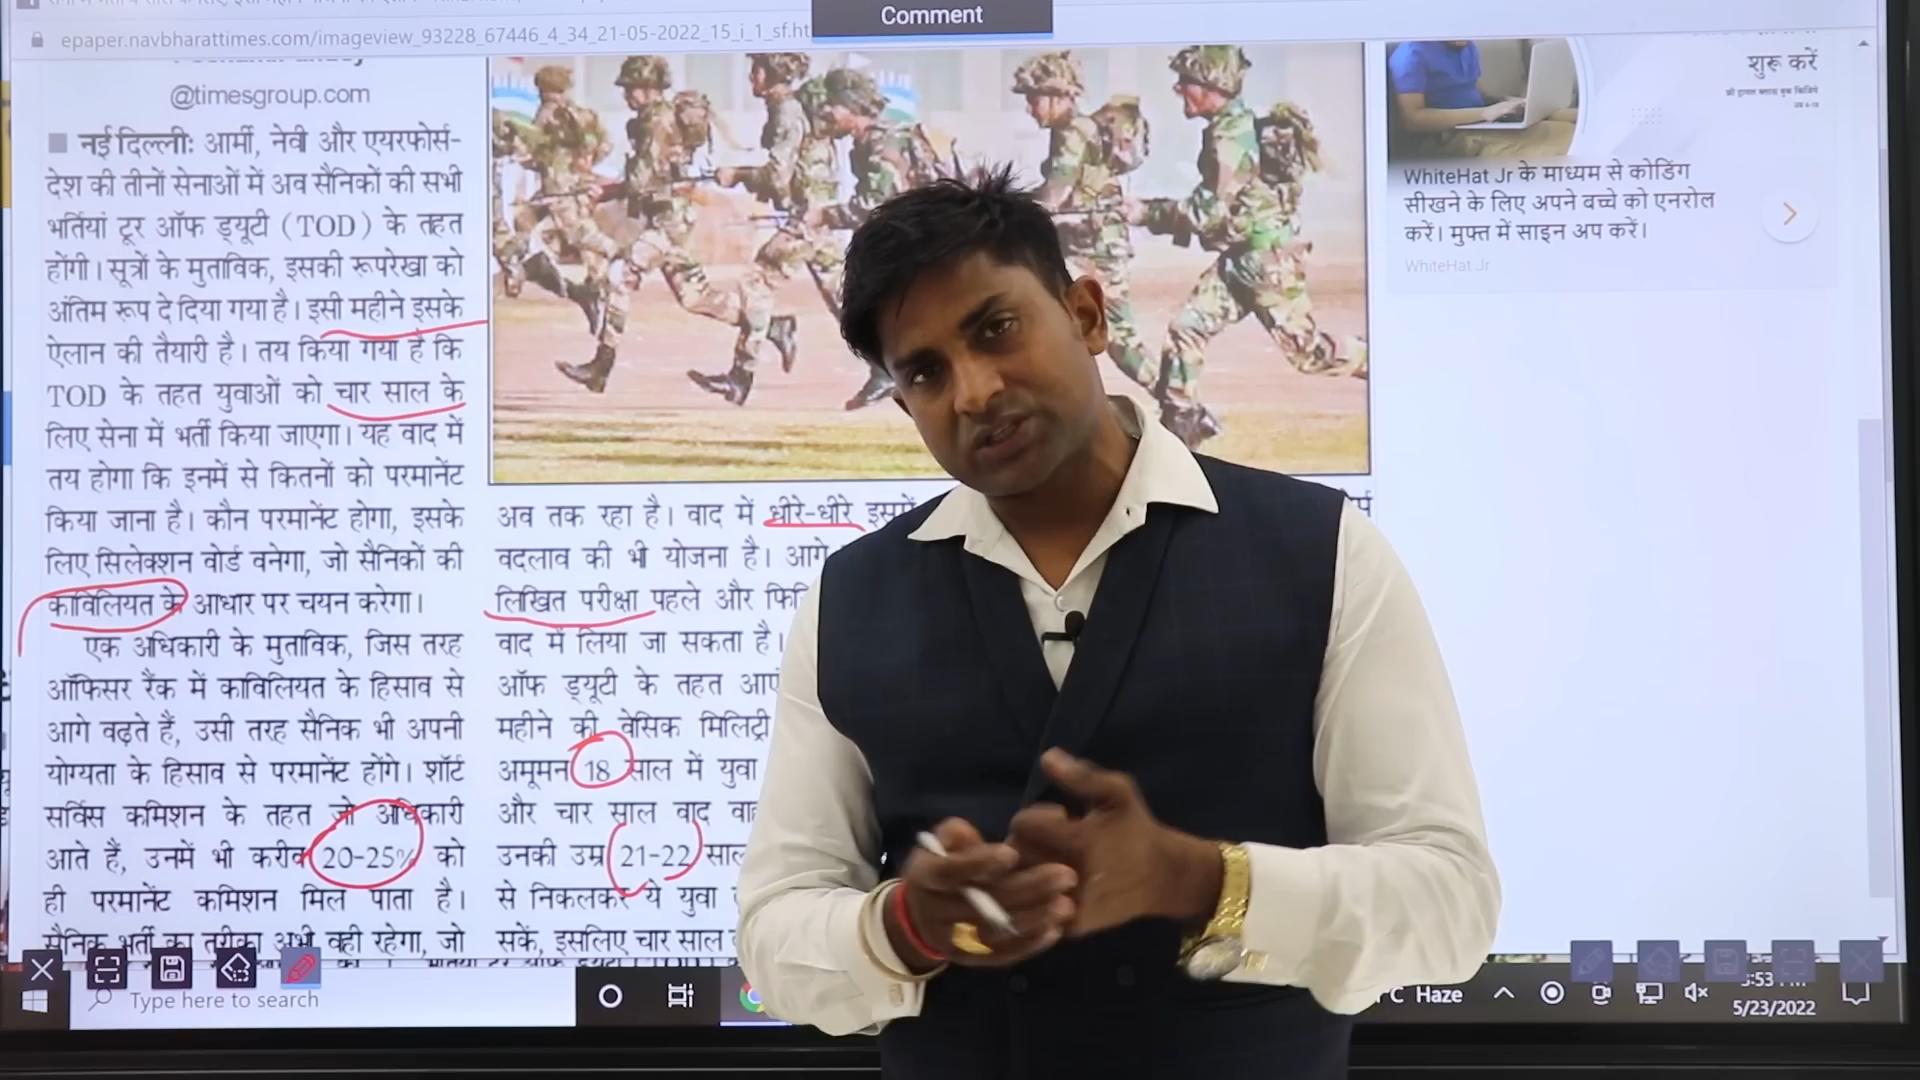 Comment
epaper.navbharattimes.com/imageview_93228_67446_4_34_21-05-2022_15_i_1_sf.ht
@timesgroup.com
नई दिल्ली: आर्मी, नेवी और एयरफोर्स-
देश की तीनों सेनाओं में अब सैनिकों की सभी
भर्तियां टूर ऑफ ड्यूटी (TOD) के तहत
होंगी। सूत्रों के मुताबिक, इसकी रूपरेखा को
अंतिम रूप दे दिया गया है। इसी महीने इसके
ऐलान की तैयारी है। तय किया गया है कि
TOD के तहत युवाओं को चार साल के
लिए सेना में भर्ती किया जाएगा। यह बाद में
तय होगा कि इनमें से कितनों को परमानेंट
किया जाना है। कौन परमानेंट होगा, इसके
लिए सिलेक्शन बोर्ड बनेगा, जो सैनिकों की
काबिलियत के आधार पर चयन करेगा।
एक अधिकारी के मुताबिक, जिस तरह
ऑफिसर रैंक में काबिलियत के हिसाब से
आगे बढ़ते हैं, उसी तरह सैनिक भी अपनी
योग्यता के हिसाब से परमानेंट होंगे। शॉर्ट
सर्विस कमिशन के तहत जो अधिकारी
आते हैं, उनमें भी करीब 20-25% को
ही परमानेंट कमिशन मिल पाता है।
सैनिक भर्ती का तरीका अभी वही रहेगा, जो
अब तक रहा है। बाद में धीरे-धीरे इसमें
बदलाव की भी योजना है। आगे
लिखित परीक्षा पहले और फि
बाद में लिया जा सकता है।
ऑफ ड्यूटी के तहत आएं
महीने की बेसिक मिलिट्री
अमूमन 18 साल में युवा
और चार साल बाद
उनकी उम्र 21-22 साल
से निकलकर ये युवा
सकें, इसलिए चार साल
शुरू करें
WhiteHat Jr के माध्यम से कोडिंग
सीखने के लिए अपने बच्चे को एनरोल
करें। मुफ्त में साइन अप करें।
WhiteHat Jr
Type here to search
°C Haze
:53
5/23/2022